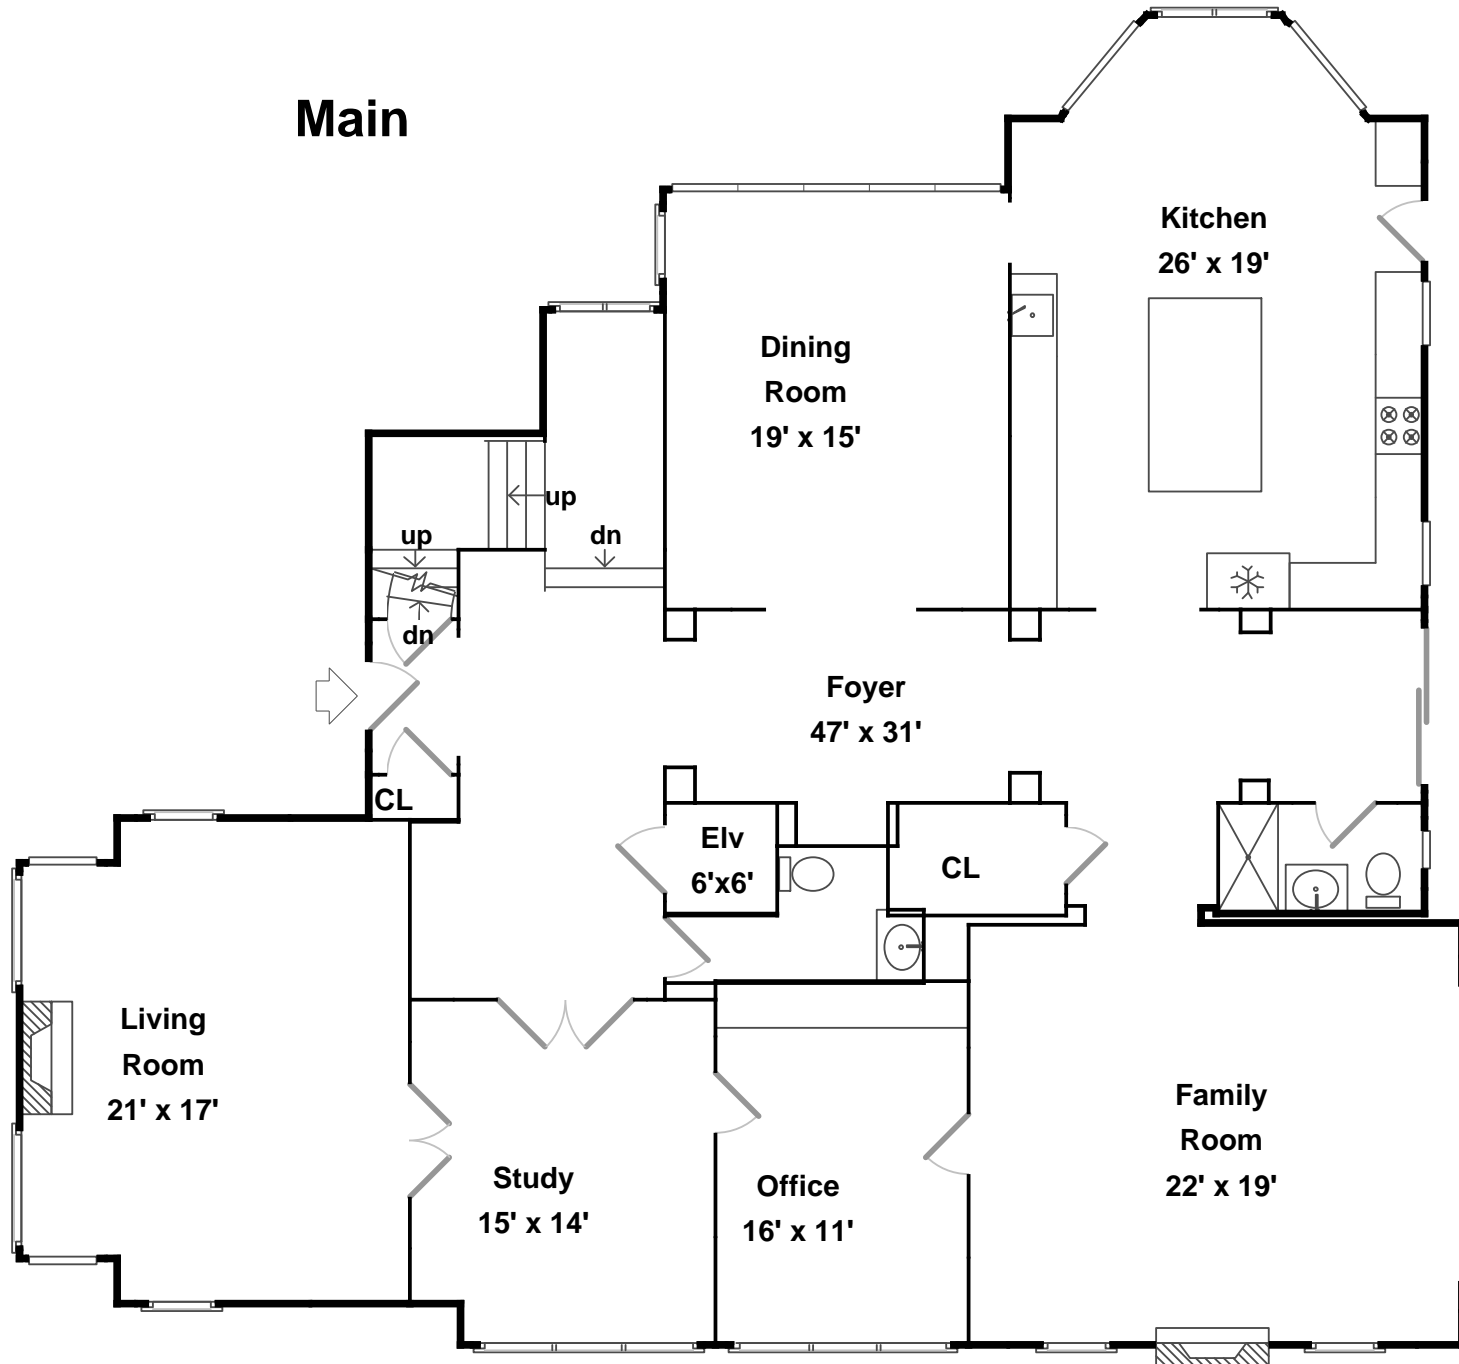 Main
Kitchen
26' x 19'
Dining
Room
19' x 15'
up
up
dn
dn
Foyer
47' x 31'
CL
Elv
6'x6'
CL
Living
Room
21' x 17'
Study
15' x 14'
Office
16' x 11'
Family
Room
22' x 19'